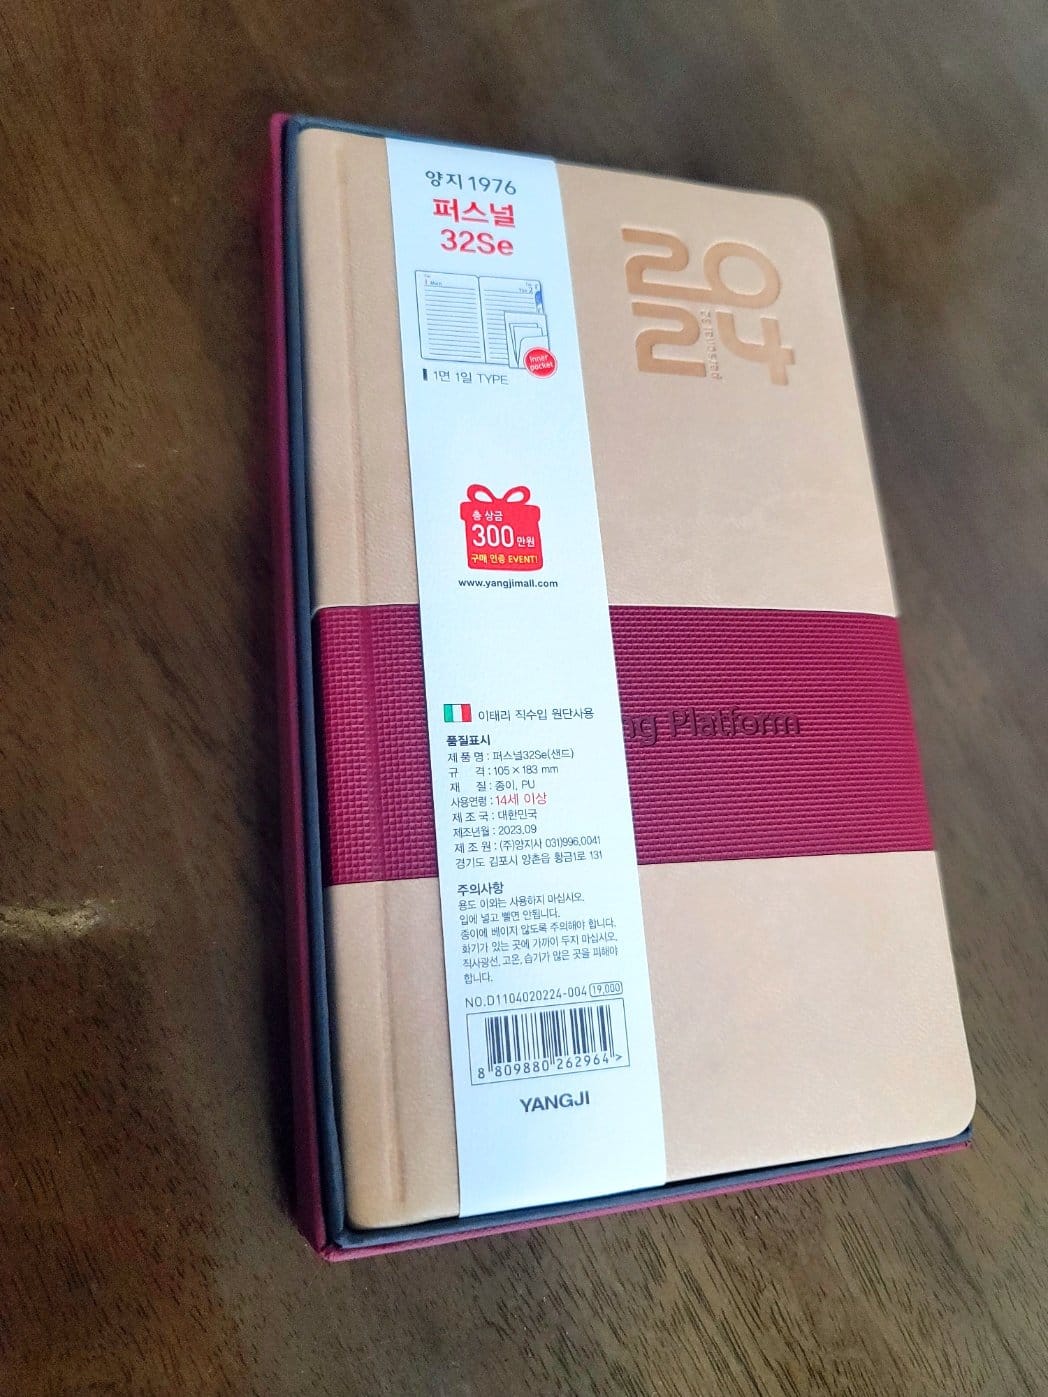 양지 1976
퍼스널
32Se
1 Mon
Inner
pocket
1면 1일 TYPE
2024
personal 32
총 상금
300만원
구매 인증 EVENT!
www.yangjimall.com
이태리 직수입 원단사용
Platform
품질표시
제 품 명 : 퍼스널32Se(샌드)
규 격 : 105 × 183 mm
재 질 : 종이, PU
사용연령 : 14세 이상
제 조 국 : 대한민국
제조년월 : 2023.09
제 조 원 : (주)양지사 031)996.0041
경기도 김포시 양촌읍 황금1로 131
주의사항
용도 이외는 사용하지 마십시오.
입에 넣고 빨면 안됩니다.
종이에 베이지 않도록 주의해야 합니다.
화기가 있는 곳에 가까이 두지 마십시오.
직사광선, 고온, 습기가 많은 곳을 피해야
합니다.
NO.D1104020224-004 19,000
8 809880 262964 >
YANGJI